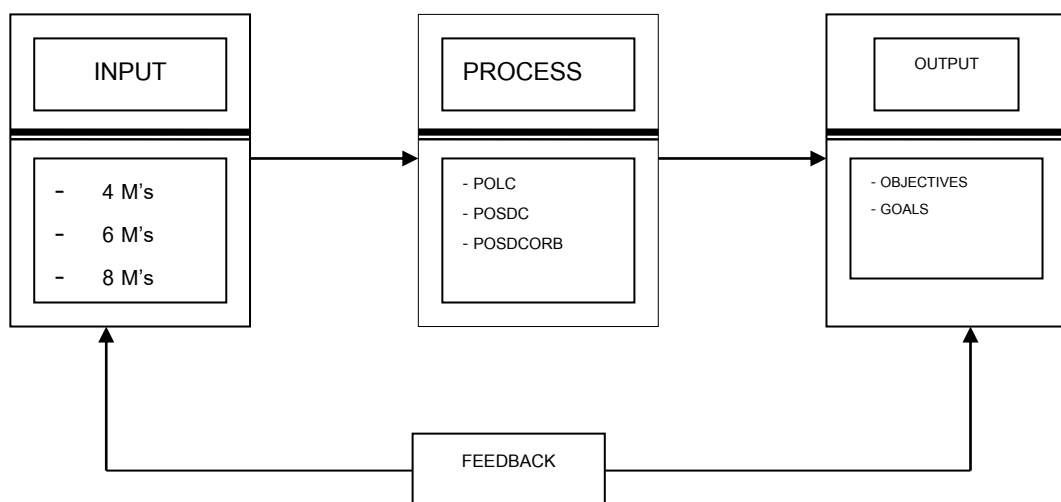 INPUT
- 4 M’s
- 6 M’s
- 8 M’s
PROCESS
- POLC
- POSDC
- POSDCORB
OUTPUT
- OBJECTIVES
- GOALS
FEEDBACK